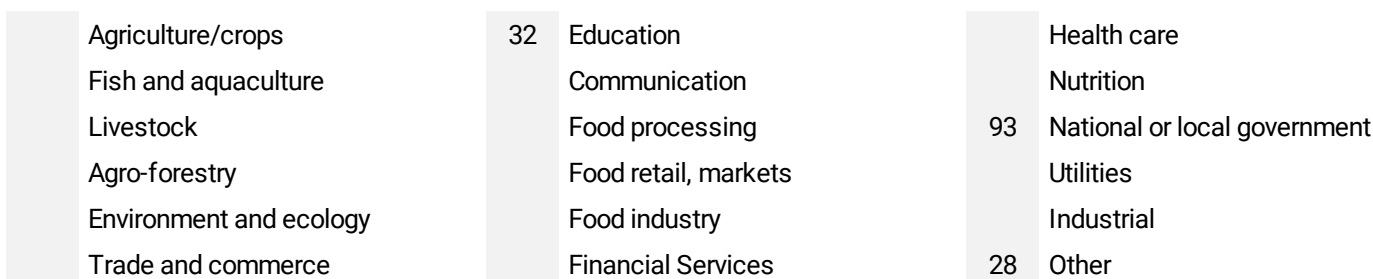 Agriculture/crops
Fish and aquaculture
Livestock
Agro-forestry
Environment and ecology
Trade and commerce
32 Education
Communication
Food processing
Food retail, markets
Food industry
Financial Services
Health care
Nutrition
93 National or local government
Utilities
Industrial
28 Other